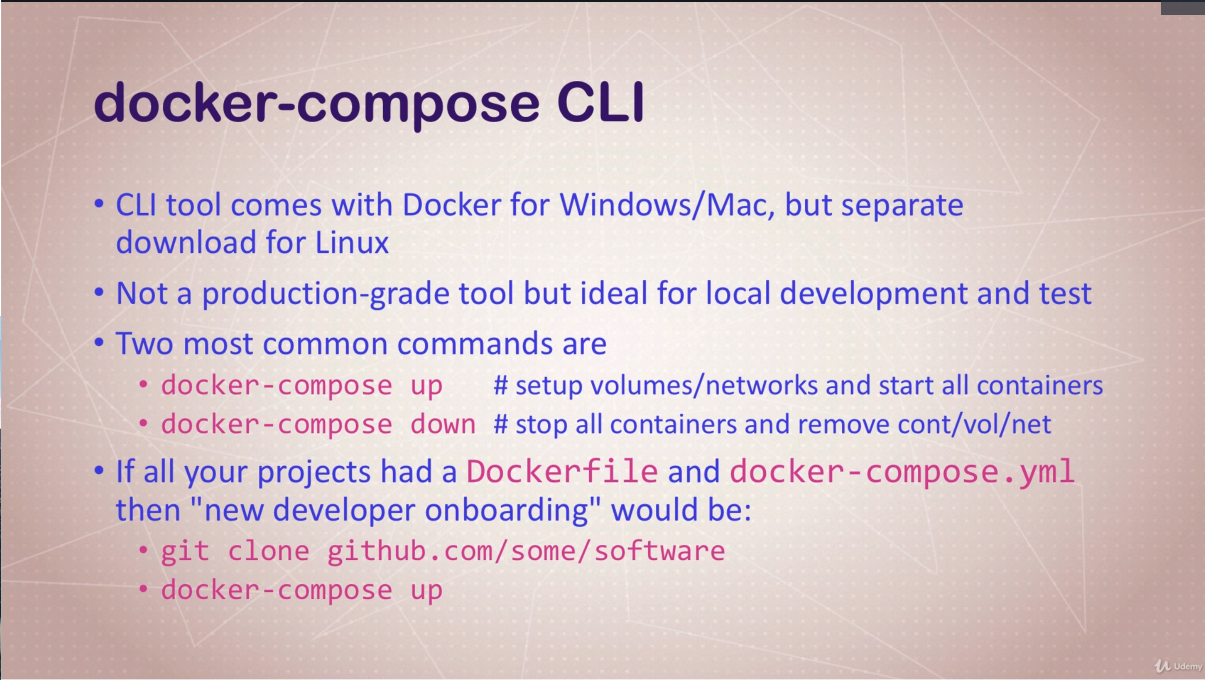 docker-compose CLI
• CLI tool comes with Docker for Windows/Mac, but separate
download for Linux
• Not a production-grade tool but ideal for local development and test
• Two most common commands are
• docker-compose up # setup volumes/networks and start all containers
• docker-compose down # stop all containers and remove cont/vol/net
• If all your projects had a Dockerfile and docker-compose.yml
then "new developer onboarding" would be:
• git clone github.com/some/software
• docker-compose up
Udemy